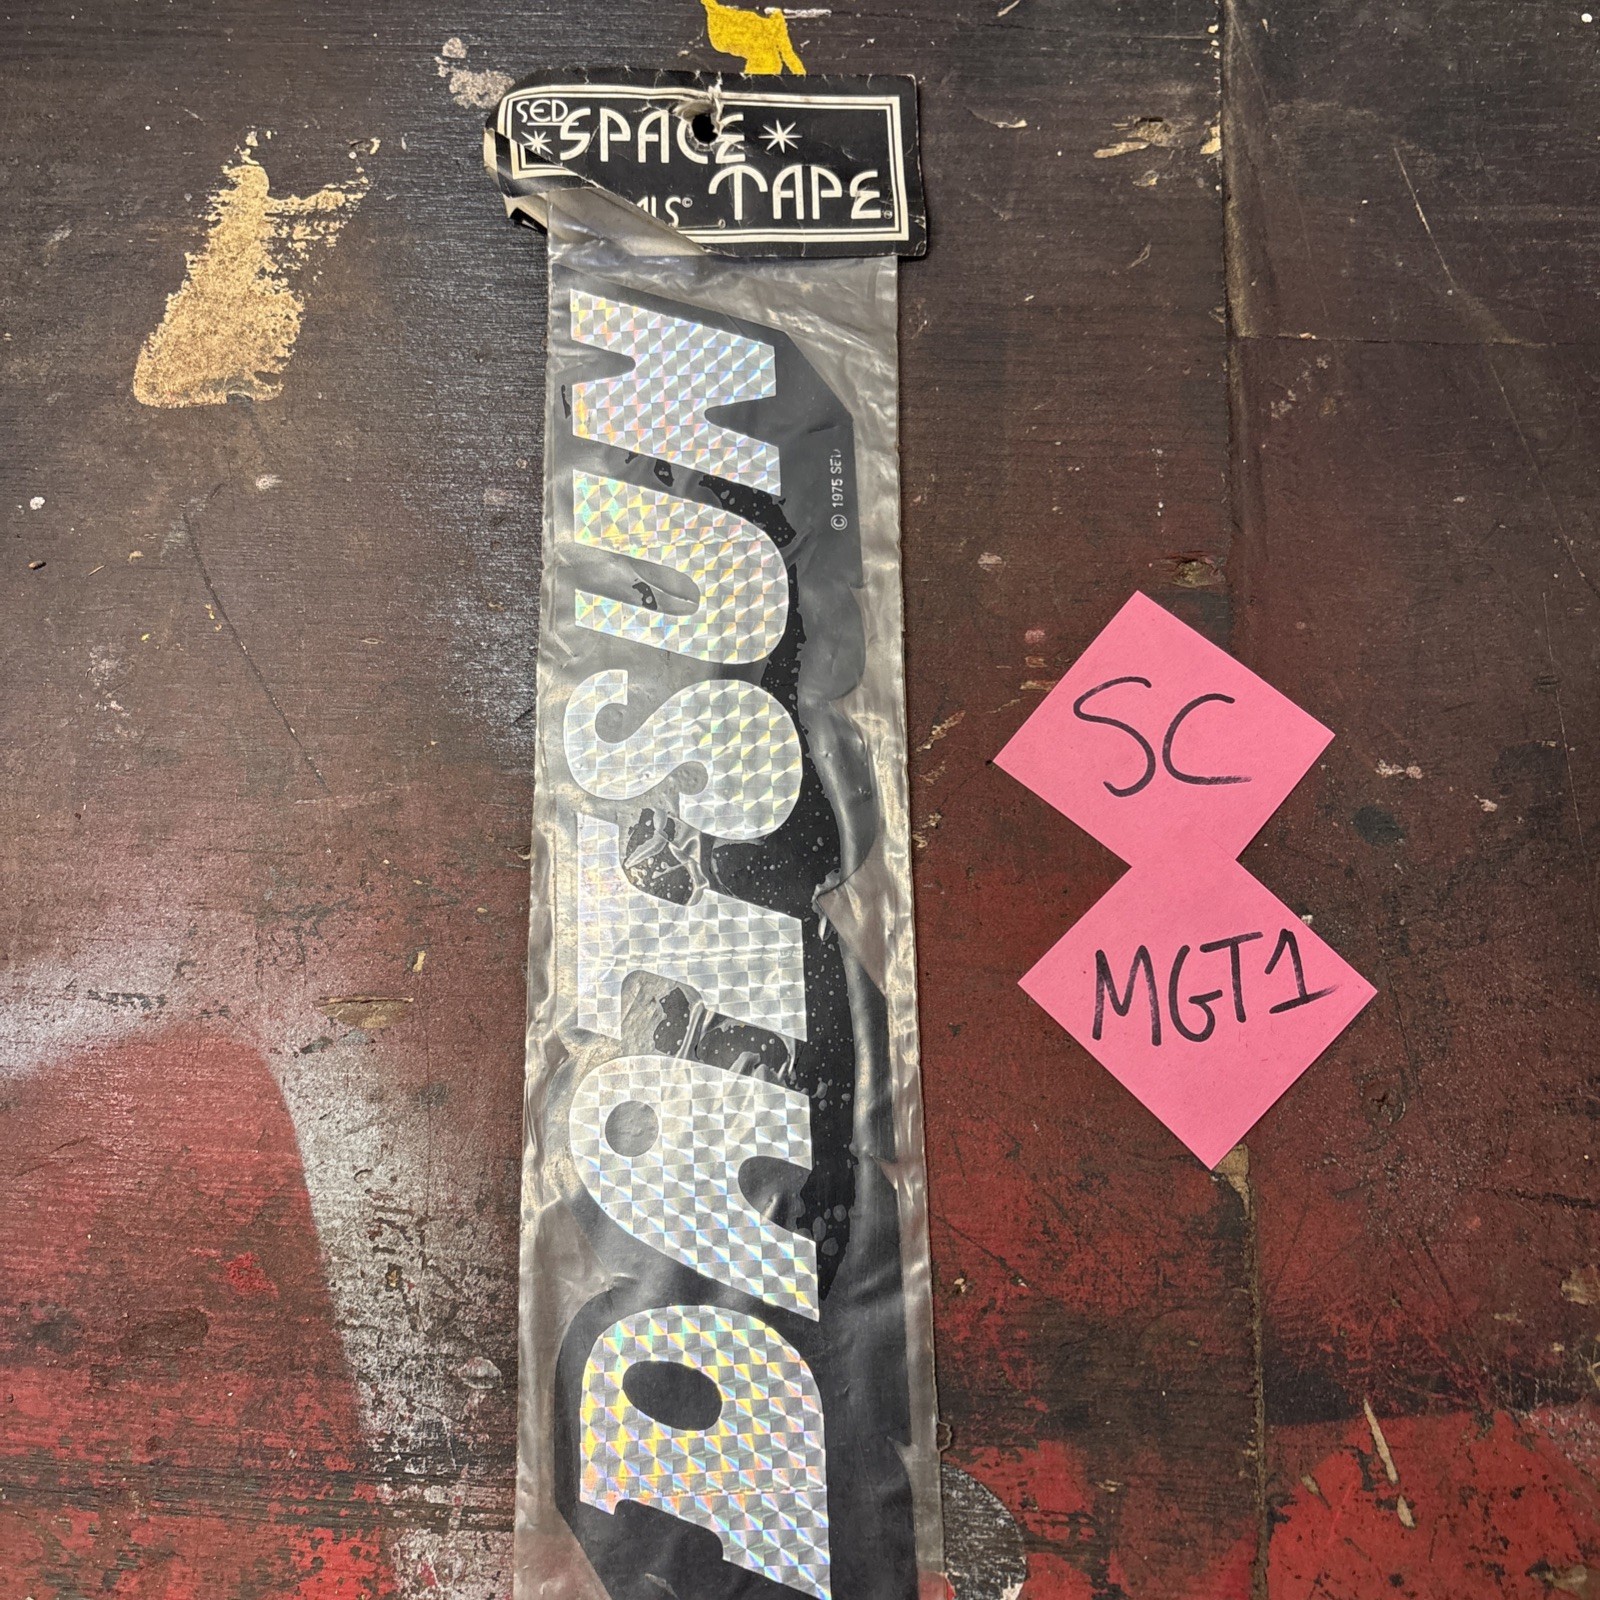 SED
SPACE
TAPE
DATSUN
© 1975 SED
SC
MGT1